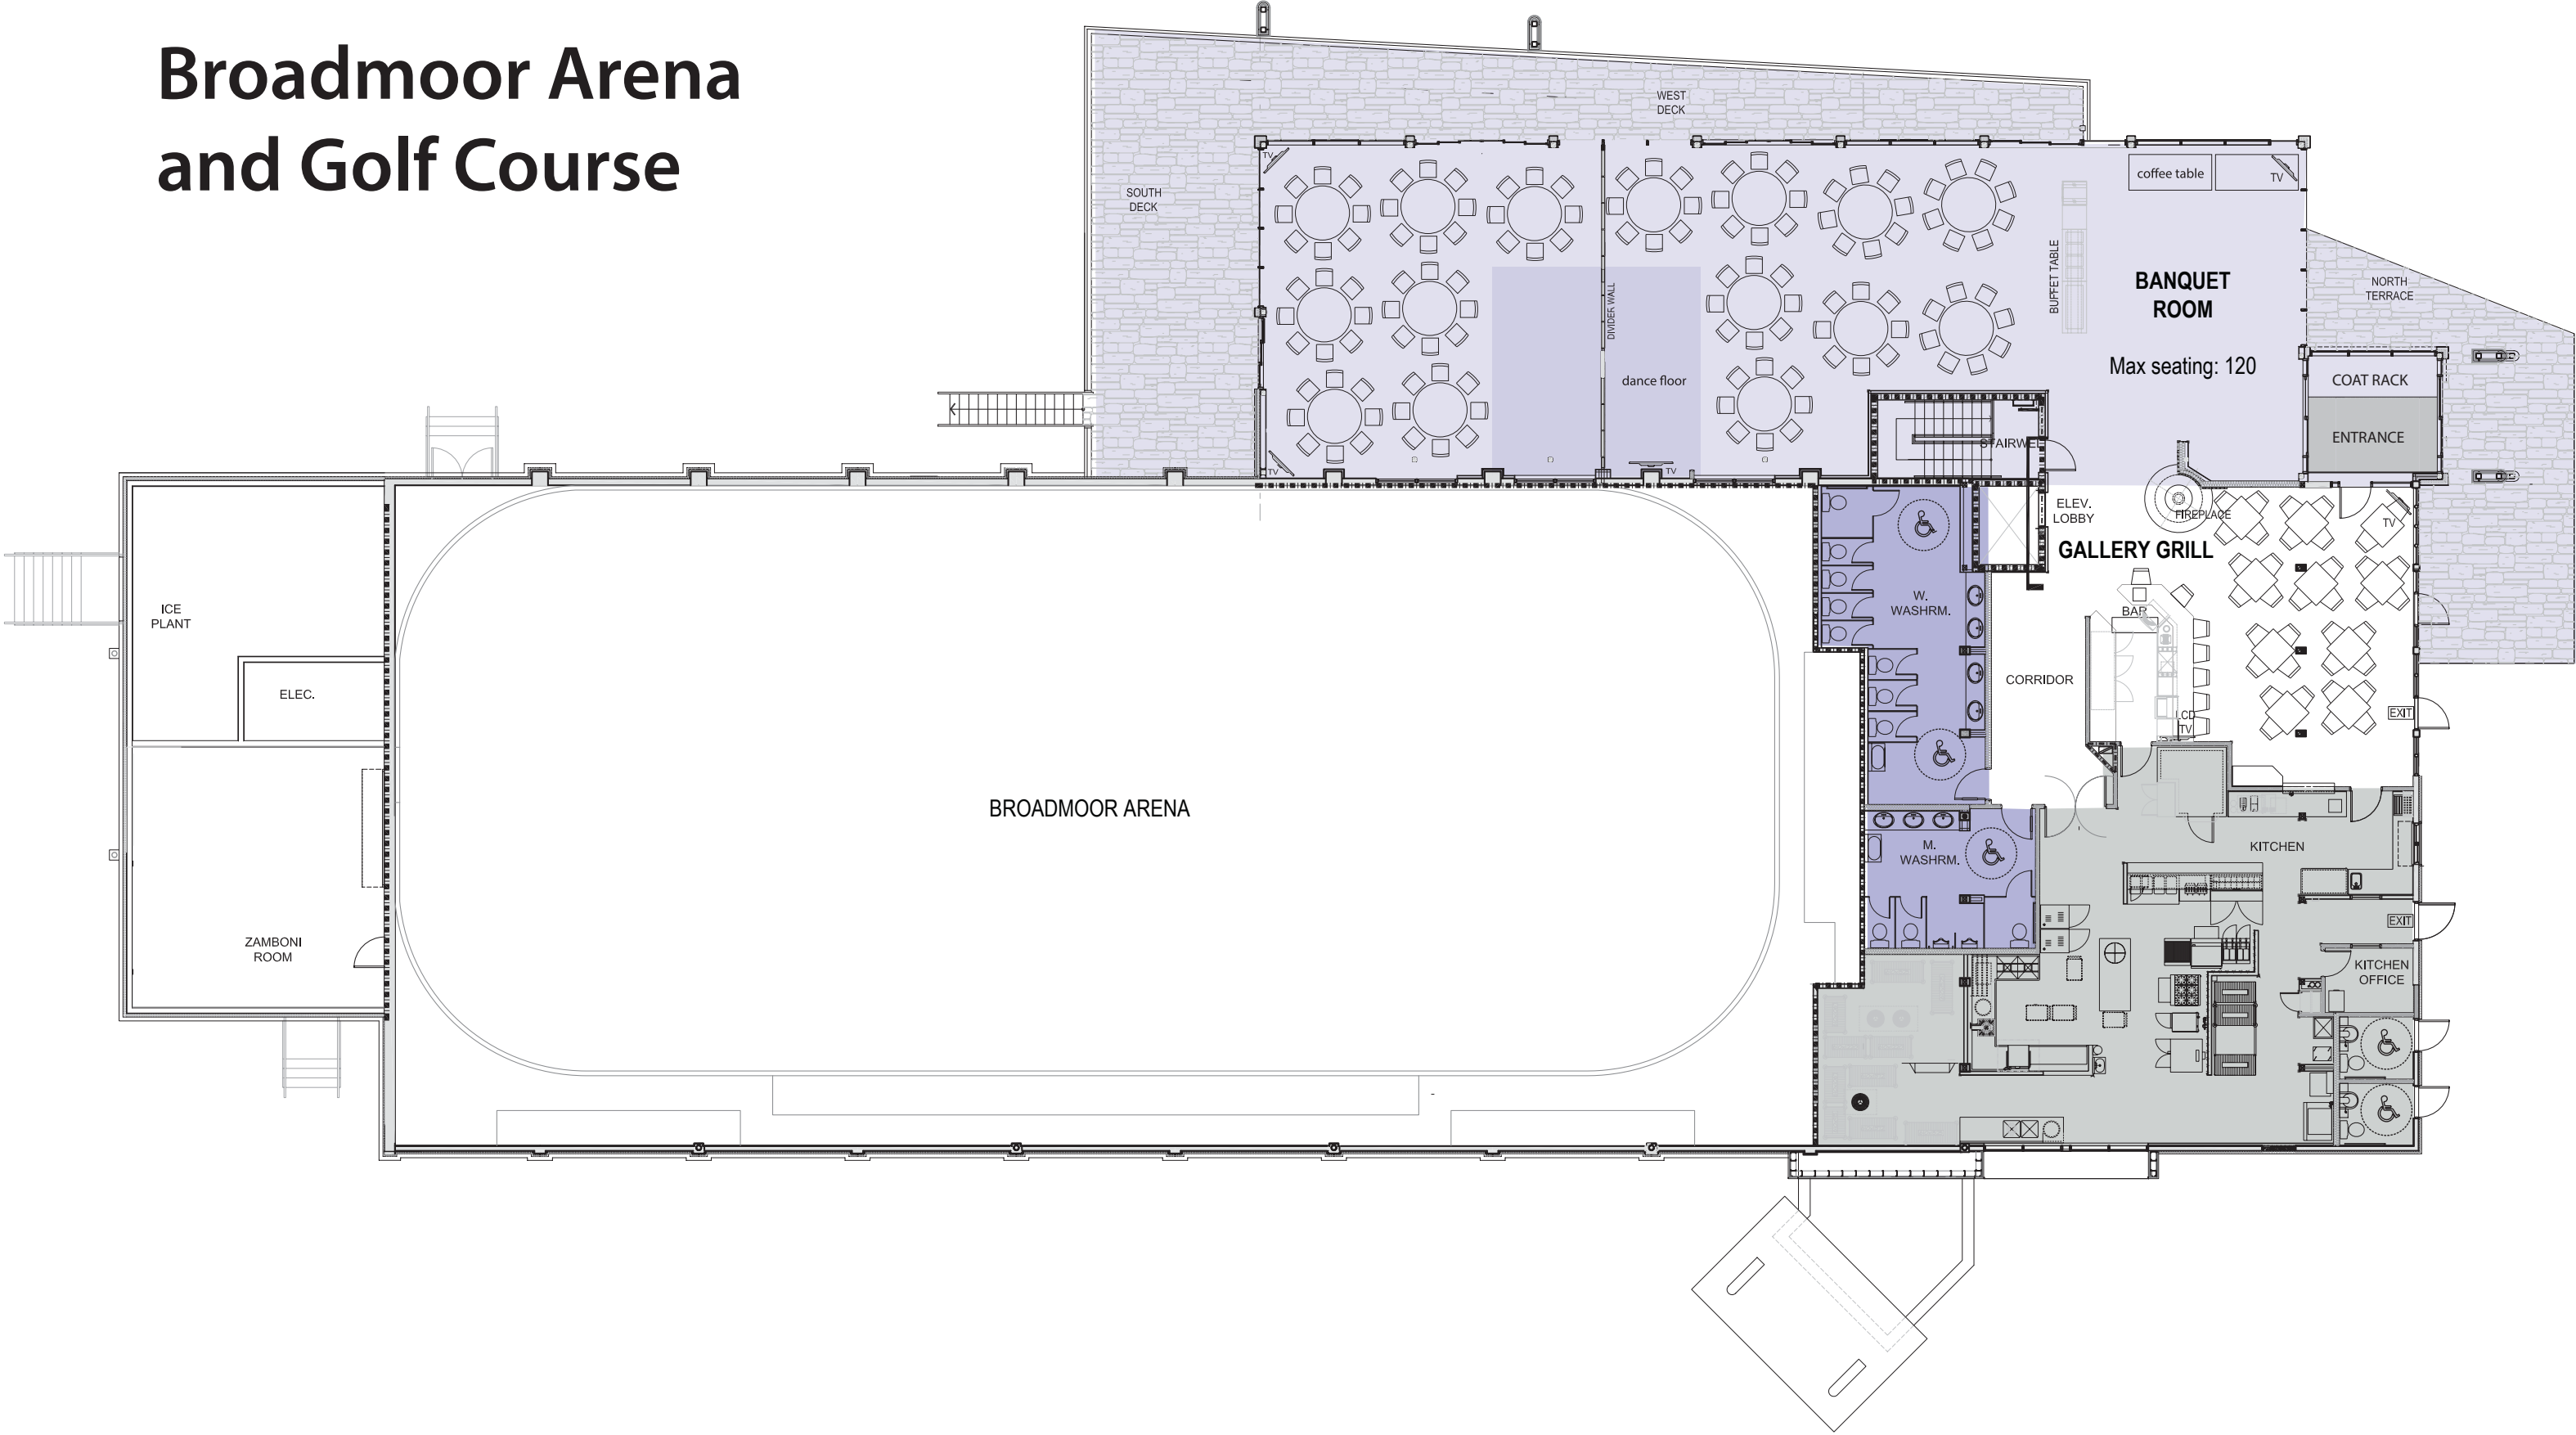 Broadmoor Arena
and Golf Course
WEST
DECK
SOUTH
DECK
TV
coffee table
TV
BUFFET TABLE
BANQUET
ROOM
Max seating: 120
NORTH
TERRACE
DIVIDER WALL
dance floor
COAT RACK
ENTRANCE
STAIRWE
TV
TV
ELEV.
LOBBY
FIREPLACE
TV
GALLERY GRILL
ICE
PLANT
W.
WASHRM.
BAR
ELEC.
CORRIDOR
LCD
TV
EXIT
BROADMOOR ARENA
M.
WASHRM.
KITCHEN
EXIT
ZAMBONI
ROOM
KITCHEN
OFFICE